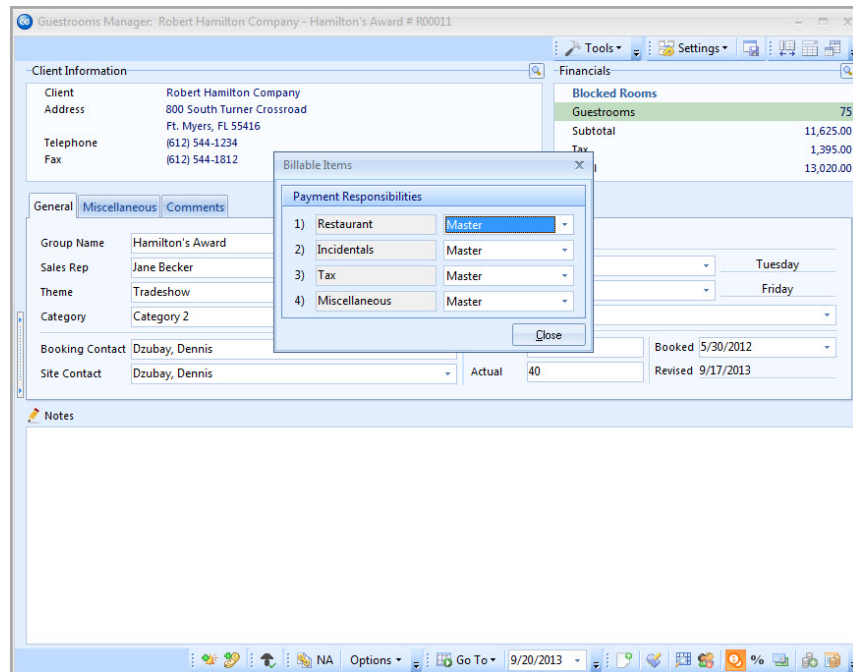 Guestrooms Manager: Robert Hamilton Company - Hamilton's Award # R00011
Tools
Settings
Client Information
Client Robert Hamilton Company
Address 800 South Turner Crossroad
Ft. Myers, FL 55416
Telephone (612) 544-1234
Fax (612) 544-1812
Financials
Blocked Rooms
Guestrooms 75
Subtotal 11,625.00
Tax 1,395.00
13,020.00
Billable Items
Payment Responsibilities
1) Restaurant Master
2) Incidentals Master
3) Tax Master
4) Miscellaneous Master
Close
General Miscellaneous Comments
Group Name Hamilton's Award
Sales Rep Jane Becker Tuesday
Theme Tradeshow Friday
Category Category 2
Booking Contact Dzubay, Dennis Booked 5/30/2012
Site Contact Dzubay, Dennis Actual 40 Revised 9/17/2013
Notes
NA Options Go To 9/20/2013 %